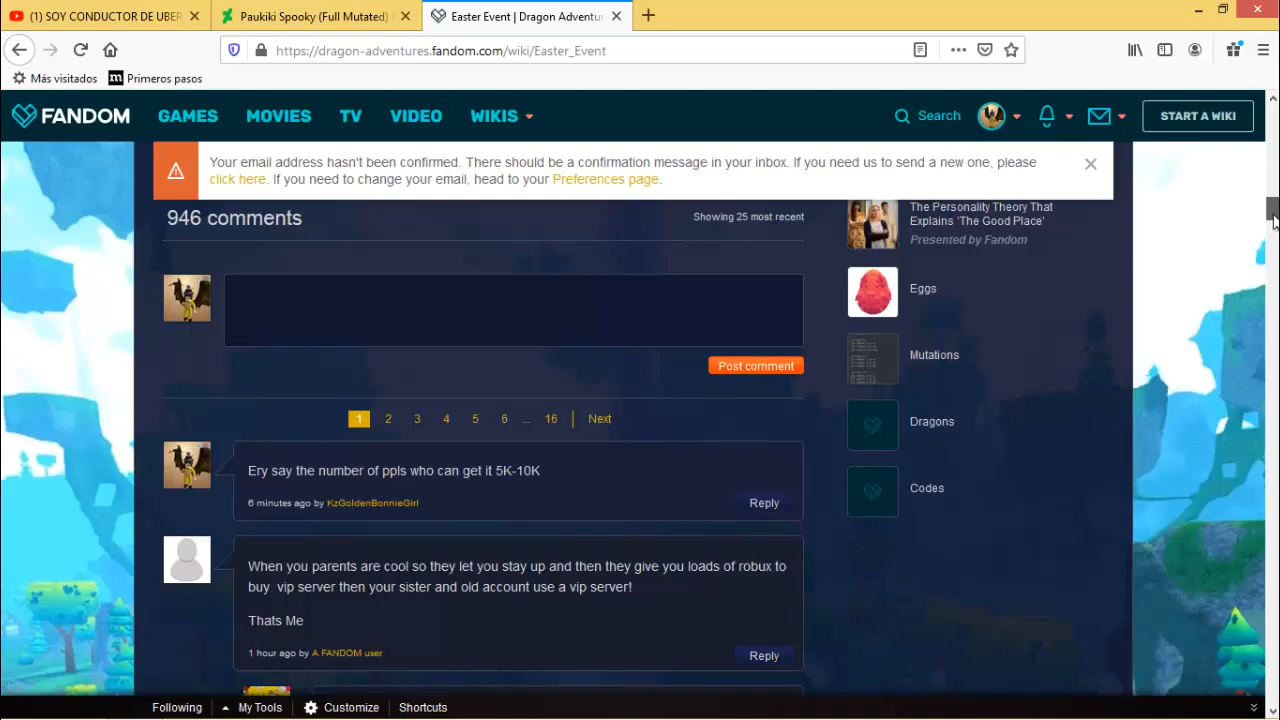 (1) SOY CONDUCTOR DE UBER
Paukiki Spooky (Full Mutated)
Easter Event | Dragon Adventur
https://dragon-adventures.fandom.com/wiki/Easter_Event
Más visitados
m Primeros pasos
FANDOM
GAMES
MOVIES
TV
VIDEO
WIKIS
Search
START A WIKI
Your email address hasn't been confirmed. There should be a confirmation message in your inbox. If you need us to send a new one, please
click here. If you need to change your email, head to your Preferences page.
946 comments
Showing 25 most recent
Post comment
1 2 3 4 5 6 ... 16 | Next
Ery say the number of ppls who can get it 5K-10K
6 minutes ago by KzGoldenBonnieGirl
Reply
When you parents are cool so they let you stay up and then they give you loads of robux to
buy vip server then your sister and old account use a vip server!
Thats Me
1 hour ago by A FANDOM user
Reply
The Personality Theory That
Explains 'The Good Place'
Presented by Fandom
Eggs
Mutations
Dragons
Codes
Following
My Tools
Customize
Shortcuts